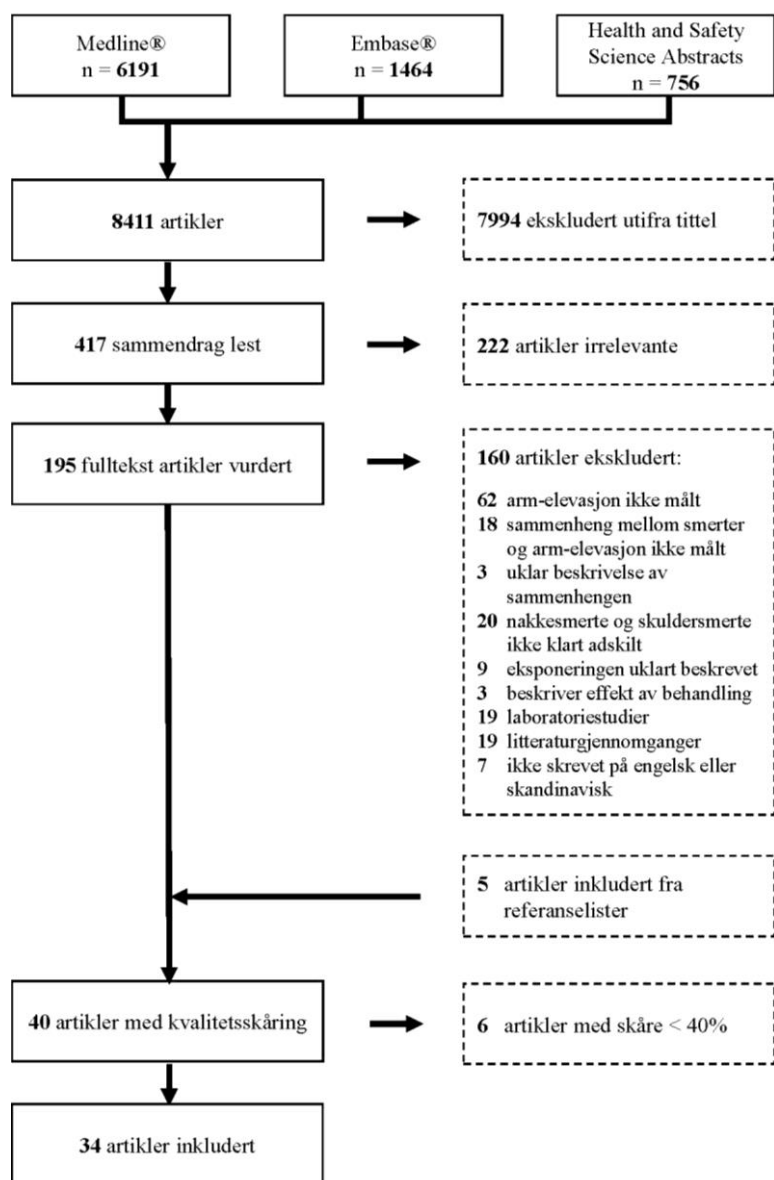 Medline®
n = 6191
Embase®
n = 1464
Health and Safety
Science Abstracts
n = 756
8411 artikler
7994 ekskludert utifra tittel
417 sammendrag lest
222 artikler irrelevante
195 fulltekst artikler vurdert
160 artikler ekskludert:
62 arm-elevasjon ikke målt
18 sammenheng mellom smerter
og arm-elevasjon ikke målt
3 uklar beskrivelse av
sammenhengen
20 nakkesmerte og skuldersmerte
ikke klart adskilt
9 eksponeringen uklart beskrevet
3 beskriver effekt av behandling
19 laboratoriestudier
19 litteraturgjennomganger
7 ikke skrevet på engelsk eller
skandinavisk
5 artikler inkludert fra
referanselister
40 artikler med kvalitetsskåring
6 artikler med skåre < 40%
34 artikler inkludert